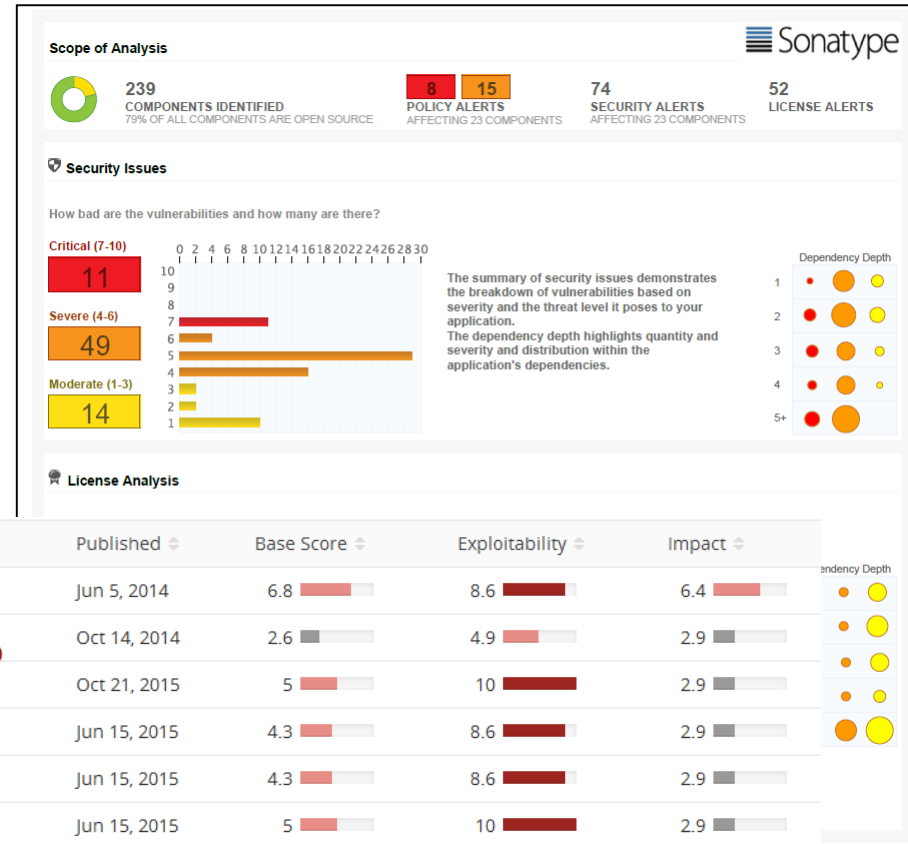 Scope of Analysis
Sonatype
239
COMPONENTS IDENTIFIED
79% OF ALL COMPONENTS ARE OPEN SOURCE
8 15
POLICY ALERTS
AFFECTING 23 COMPONENTS
74
SECURITY ALERTS
AFFECTING 23 COMPONENTS
52
LICENSE ALERTS
Security Issues
How bad are the vulnerabilities and how many are there?
Critical (7-10)
11
Severe (4-6)
49
Moderate (1-3)
14
0 2 4 6 8 10 12 14 16 18 20 22 24 26 28 30
10
9
8
7
6
5
4
3
2
1
The summary of security issues demonstrates
the breakdown of vulnerabilities based on
severity and the threat level it poses to your
application.
The dependency depth highlights quantity and
severity and distribution within the
application's dependencies.
Dependency Depth
1
2
3
4
5+
License Analysis
endency Depth
Published Base Score Exploitability Impact
Jun 5, 2014 6.8 8.6 6.4
Oct 14, 2014 2.6 4.9 2.9
Oct 21, 2015 5 10 2.9
Jun 15, 2015 4.3 8.6 2.9
Jun 15, 2015 4.3 8.6 2.9
Jun 15, 2015 5 10 2.9